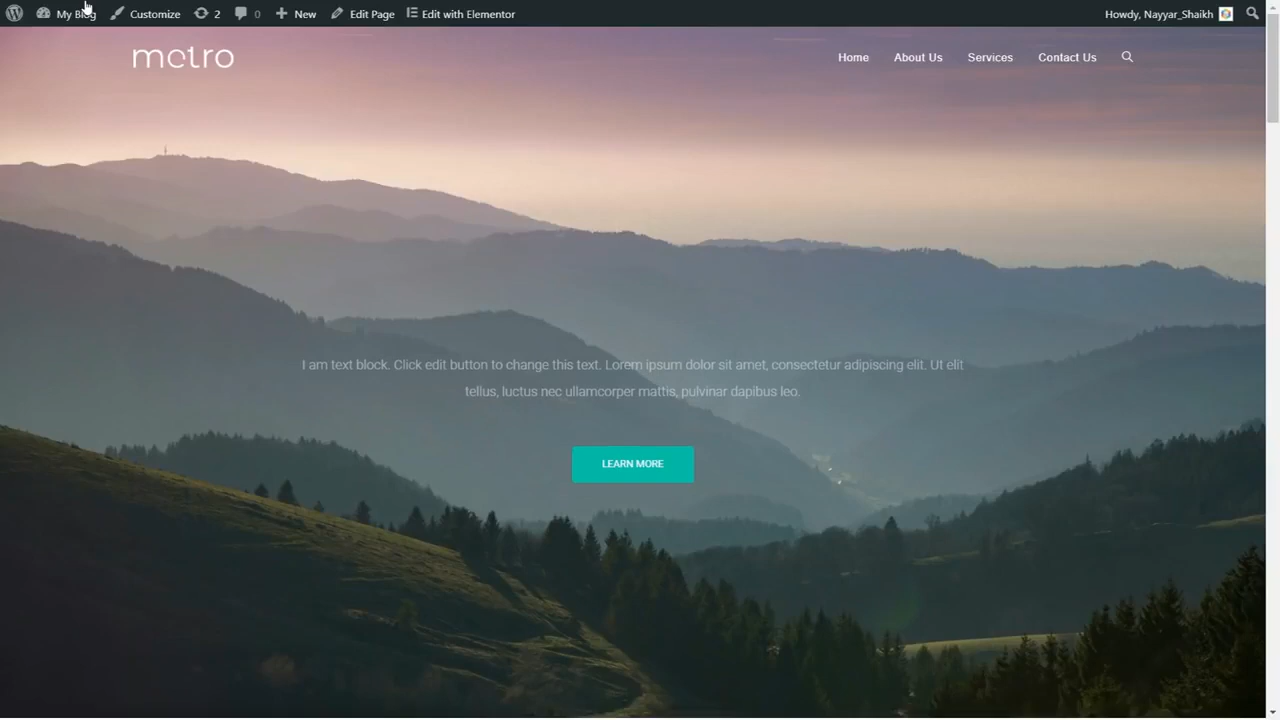 My Blog Customize 2 0 New Edit Page Edit with Elementor Howdy, Nayyar_Shaikh
metro Home About Us Services Contact Us
I am text block. Click edit button to change this text. Lorem ipsum dolor sit amet, consectetur adipiscing elit. Ut elit
tellus, luctus nec ullamcorper mattis, pulvinar dapibus leo.
LEARN MORE